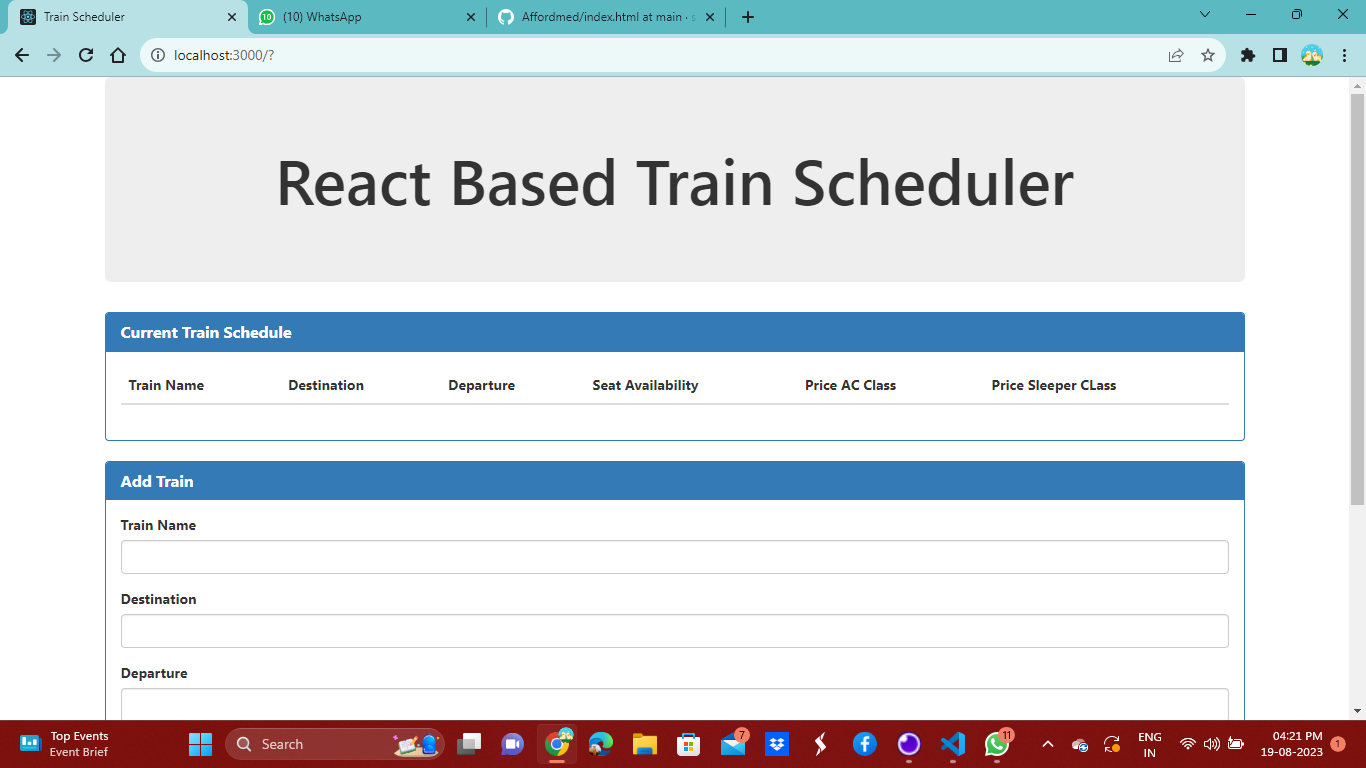 Train Scheduler
10
(10) WhatsApp
Affordmed/index.html at main · s
localhost:3000/?
React Based Train Scheduler
Current Train Schedule
Train Name Destination Departure Seat Availability Price AC Class Price Sleeper CLass
Add Train
Train Name
Destination
Departure
Top Events
Event Brief
Search
7
11
ENG
IN
04:21 PM
19-08-2023
1